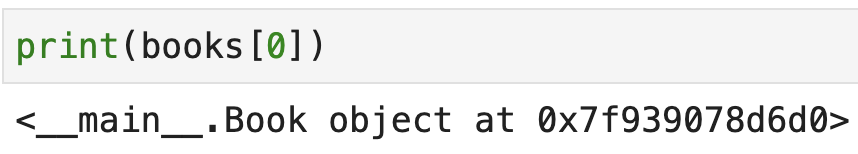 print(books[0])
<__main__.Book object at 0x7f939078d6d0>